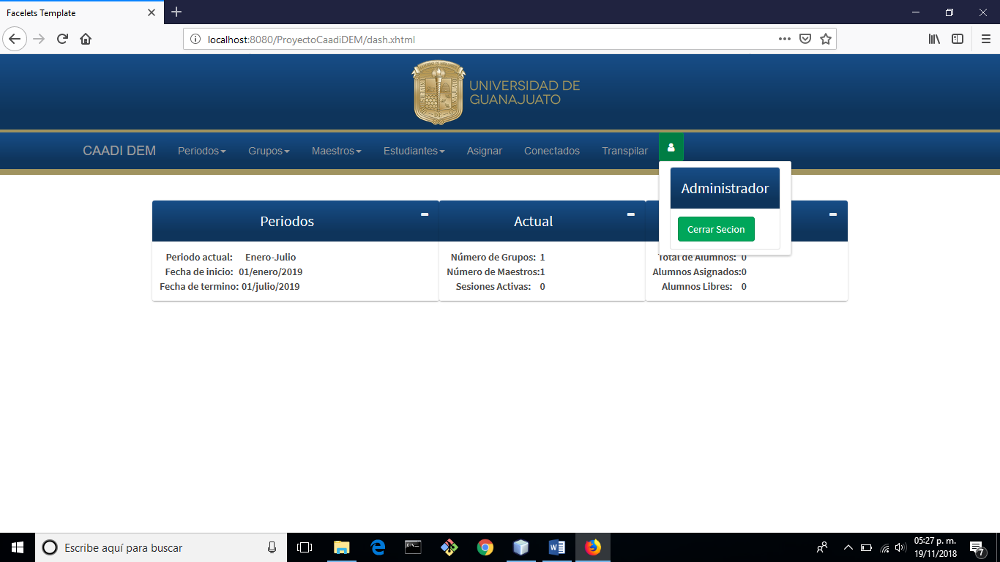 Facelets Template
localhost:8080/ProyectoCaadiDEM/dash.xhtml
UNIVERSIDAD DE
GUANAJUATO
CAADI DEM Periodos Grupos Maestros Estudiantes Asignar Conectados Transpilar
Administrador
Cerrar Secion
Periodos
Periodo actual: Enero-Julio
Fecha de inicio: 01/enero/2019
Fecha de termino: 01/julio/2019
Actual
Número de Grupos: 1
Número de Maestros:1
Sesiones Activas: 0
Total de Alumnos: 0
Alumnos Asignados:0
Alumnos Libres: 0
Escribe aquí para buscar
05:27 p. m.
19/11/2018
7